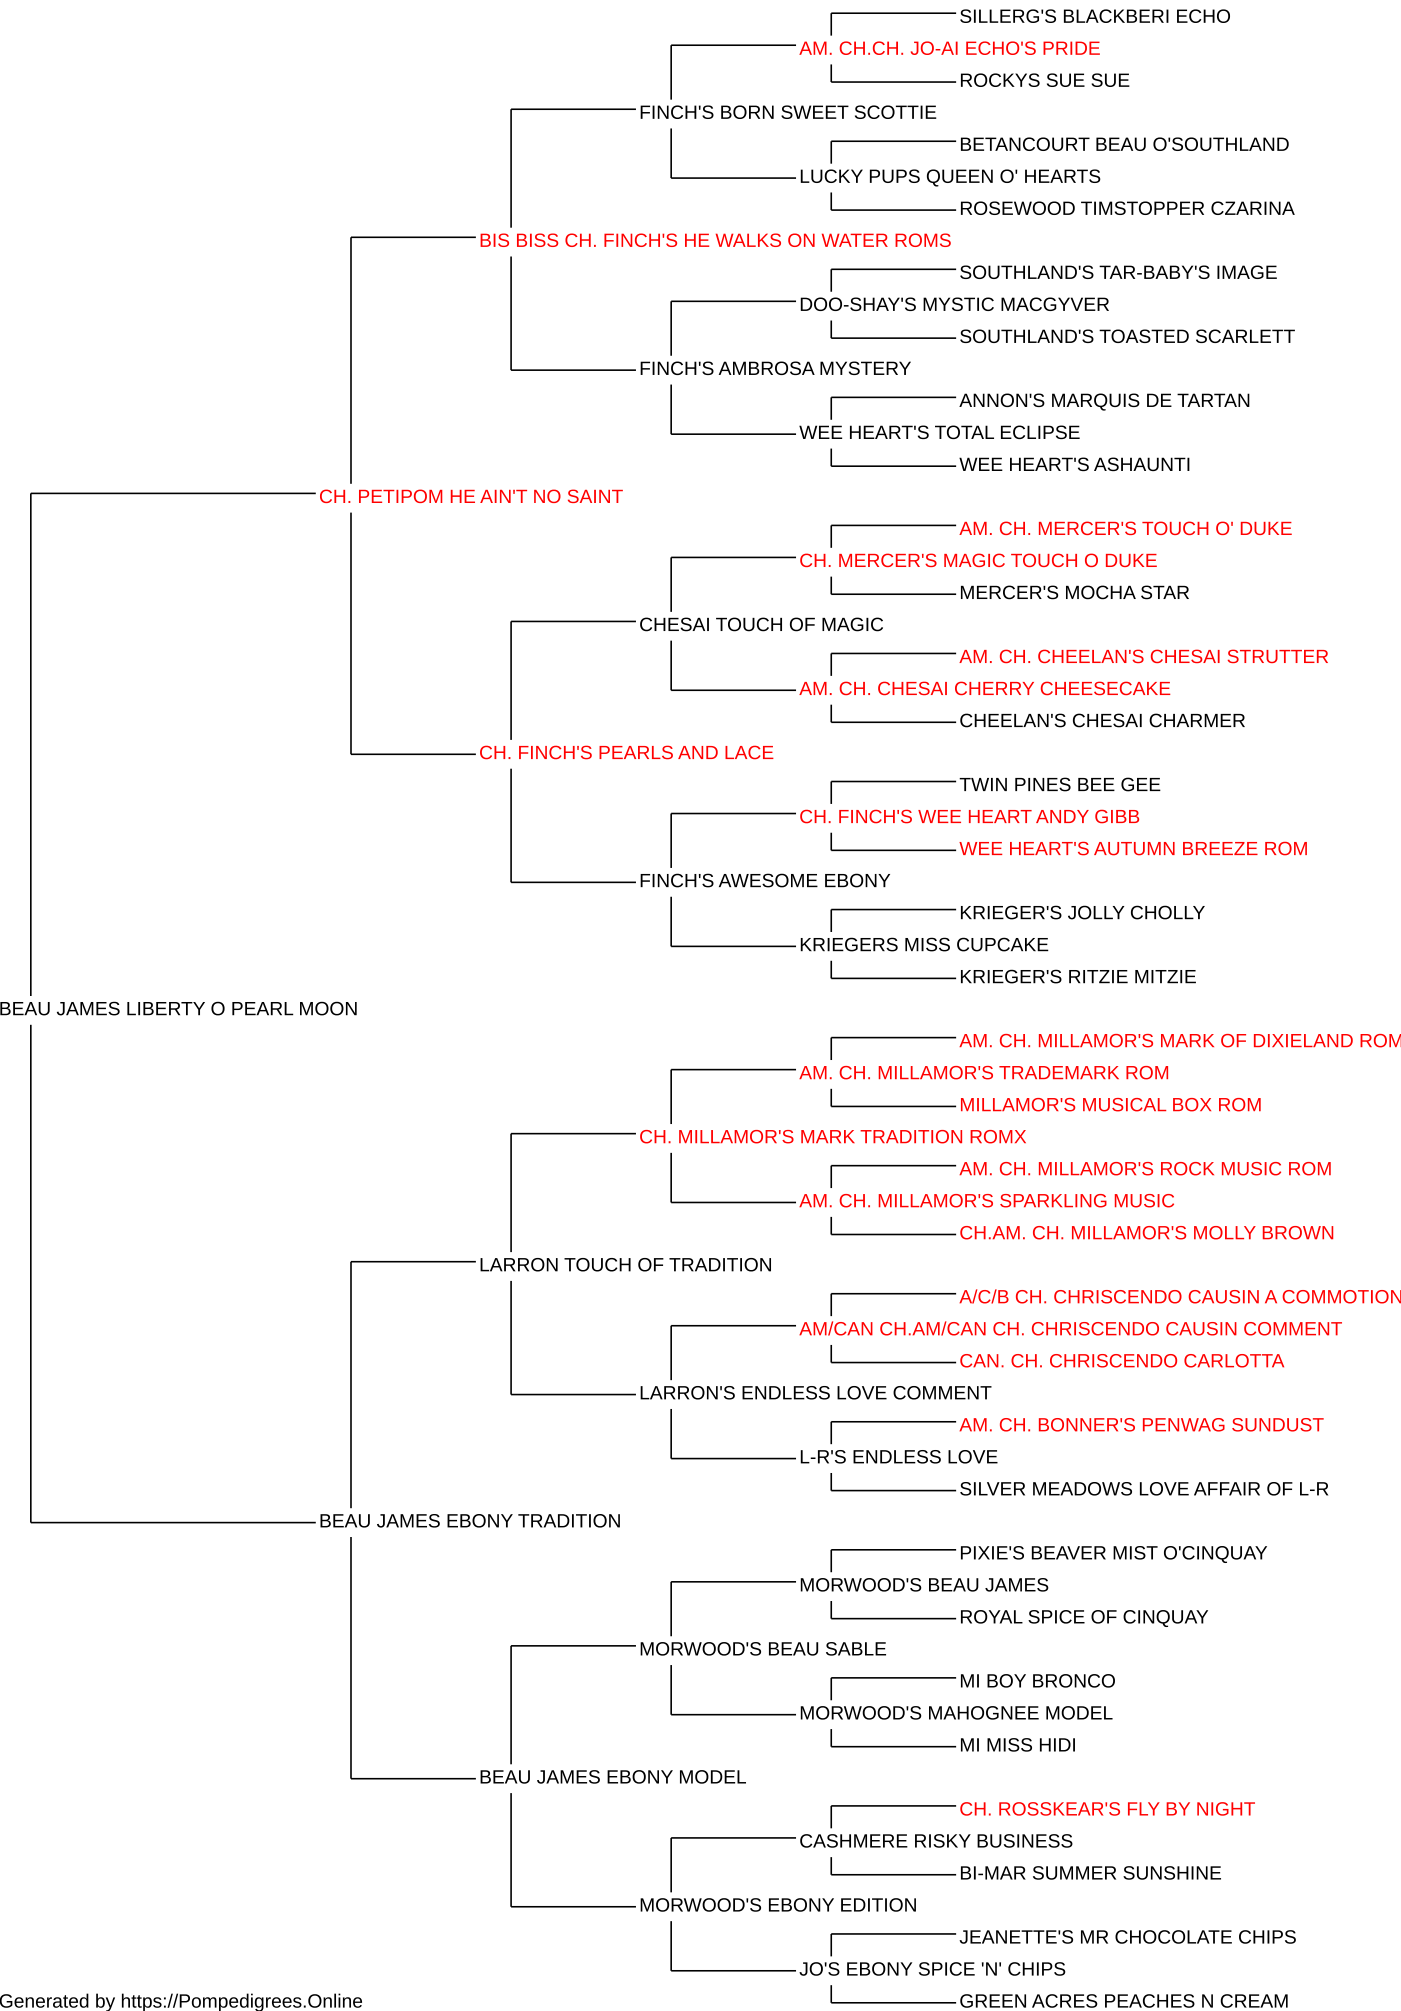 SILLERG'S BLACKBERI ECHO
AM. CH.CH. JO-AI ECHO'S PRIDE
ROCKYS SUE SUE
FINCH'S BORN SWEET SCOTTIE
BETANCOURT BEAU O'SOUTHLAND
LUCKY PUPS QUEEN O' HEARTS
ROSEWOOD TIMSTOPPER CZARINA
BIS BISS CH. FINCH'S HE WALKS ON WATER ROMS
SOUTHLAND'S TAR-BABY'S IMAGE
DOO-SHAY'S MYSTIC MACGYVER
SOUTHLAND'S TOASTED SCARLETT
FINCH'S AMBROSA MYSTERY
ANNON'S MARQUIS DE TARTAN
WEE HEART'S TOTAL ECLIPSE
WEE HEART'S ASHAUNTI
CH. PETIPOM HE AIN'T NO SAINT
AM. CH. MERCER'S TOUCH O' DUKE
CH. MERCER'S MAGIC TOUCH O DUKE
MERCER'S MOCHA STAR
CHESAI TOUCH OF MAGIC
AM. CH. CHEELAN'S CHESAI STRUTTER
AM. CH. CHESAI CHERRY CHEESECAKE
CHEELAN'S CHESAI CHARMER
CH. FINCH'S PEARLS AND LACE
TWIN PINES BEE GEE
CH. FINCH'S WEE HEART ANDY GIBB
WEE HEART'S AUTUMN BREEZE ROM
FINCH'S AWESOME EBONY
KRIEGER'S JOLLY CHOLLY
KRIEGERS MISS CUPCAKE
KRIEGER'S RITZIE MITZIE
BEAU JAMES LIBERTY O PEARL MOON
AM. CH. MILLAMOR'S MARK OF DIXIELAND ROM
AM. CH. MILLAMOR'S TRADEMARK ROM
MILLAMOR'S MUSICAL BOX ROM
CH. MILLAMOR'S MARK TRADITION ROMX
AM. CH. MILLAMOR'S ROCK MUSIC ROM
AM. CH. MILLAMOR'S SPARKLING MUSIC
CH.AM. CH. MILLAMOR'S MOLLY BROWN
LARRON TOUCH OF TRADITION
A/C/B CH. CHRISCENDO CAUSIN A COMMOTION
AM/CAN CH.AM/CAN CH. CHRISCENDO CAUSIN COMMENT
CAN. CH. CHRISCENDO CARLOTTA
LARRON'S ENDLESS LOVE COMMENT
AM. CH. BONNER'S PENWAG SUNDUST
L-R'S ENDLESS LOVE
SILVER MEADOWS LOVE AFFAIR OF L-R
BEAU JAMES EBONY TRADITION
PIXIE'S BEAVER MIST O'CINQUAY
MORWOOD'S BEAU JAMES
ROYAL SPICE OF CINQUAY
MORWOOD'S BEAU SABLE
MI BOY BRONCO
MORWOOD'S MAHOGNEE MODEL
MI MISS HIDI
BEAU JAMES EBONY MODEL
CH. ROSSKEAR'S FLY BY NIGHT
CASHMERE RISKY BUSINESS
BI-MAR SUMMER SUNSHINE
MORWOOD'S EBONY EDITION
JEANETTE'S MR CHOCOLATE CHIPS
JO'S EBONY SPICE 'N' CHIPS
GREEN ACRES PEACHES N CREAM
Generated by https://Pompedigrees.Online